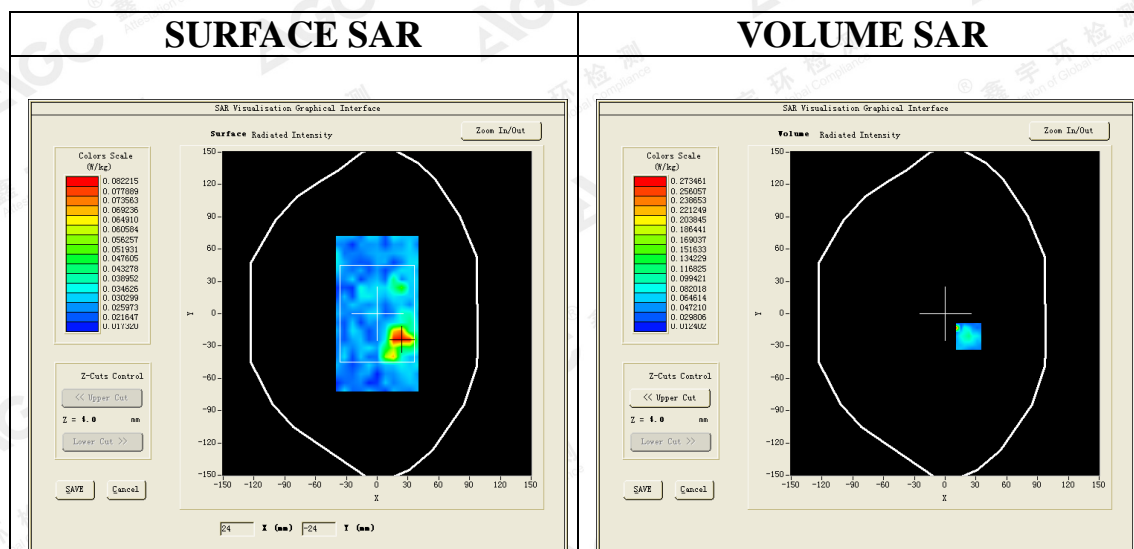 SURFACE SAR
SAR Visualisation Graphical Interface
Surface Radiated Intensity
Zoom In/Out
Colors Scale
(W/kg)
0.082215
0.077889
0.073563
0.069236
0.064910
0.060584
0.056257
0.051931
0.047605
0.043278
0.038952
0.034626
0.030299
0.025973
0.021647
0.017320
150
120
90
60
30
0
-30
-60
-90
-120
-150
Y
-150 -120 -90 -60 -30 0 30 60 90 120 150
X
Z-Cuts Control
<< Upper Cut
Z = 4.0 mm
Lower Cut >>
SAVE Cancel
24 X (mm) -24 Y (mm)
VOLUME SAR
SAR Visualisation Graphical Interface
Volume Radiated Intensity
Zoom In/Out
Colors Scale
(W/kg)
0.273461
0.256057
0.238653
0.221249
0.203845
0.186441
0.169037
0.151633
0.134229
0.116825
0.099421
0.082018
0.064614
0.047210
0.029806
0.012402
150
120
90
60
30
0
-30
-60
-90
-120
-150
Y
-150 -120 -90 -60 -30 0 30 60 90 120 150
X
Z-Cuts Control
<< Upper Cut
Z = 4.0 mm
Lower Cut >>
SAVE Cancel
AGC
鑫宇环检测